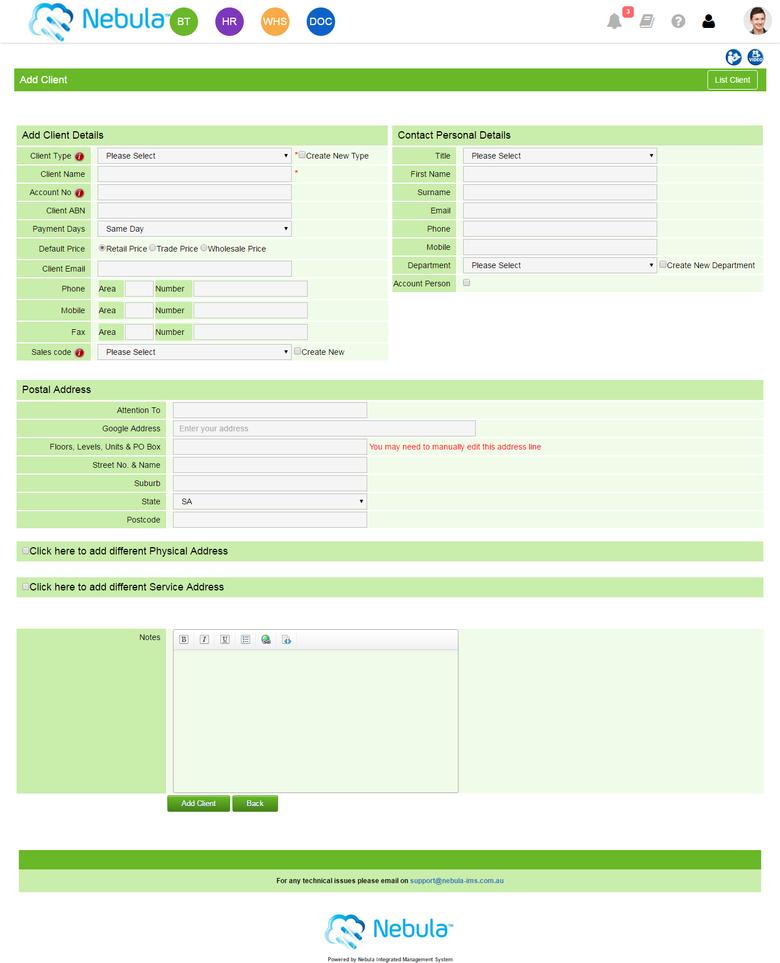 Nebula™ BT HR WHS DOC 3
VIDEO
Add Client List Client
Add Client Details
Client Type i Please Select * Create New Type
Client Name *
Account No i
Client ABN
Payment Days Same Day
Default Price Retail Price Trade Price Wholesale Price
Client Email
Phone Area Number
Mobile Area Number
Fax Area Number
Sales code i Please Select Create New
Contact Personal Details
Title Please Select
First Name
Surname
Email
Phone
Mobile
Department Please Select Create New Department
Account Person
Postal Address
Attention To
Google Address Enter your address
Floors, Levels, Units & PO Box You may need to manually edit this address line
Street No. & Name
Suburb
State SA
Postcode
Click here to add different Physical Address
Click here to add different Service Address
Notes B I U
Add Client Back
For any technical issues please email on support@nebula-ims.com.au
Nebula™
Powered by Nebula Integrated Management System